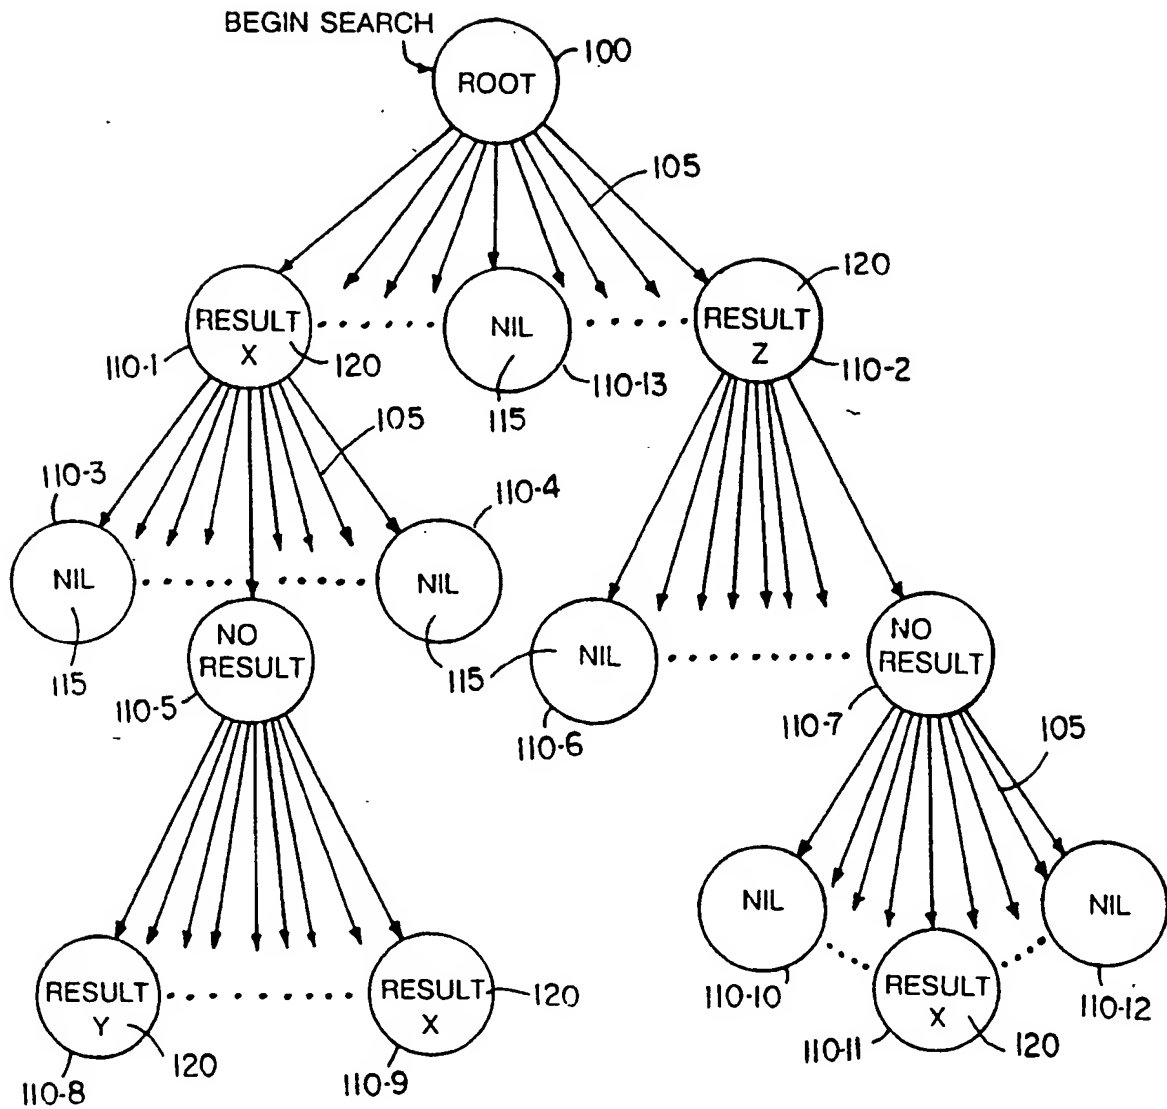 BEGIN SEARCH
100
ROOT
105
120
RESULT
X
120
110-1
NIL
115
110-13
RESULT
Z
110-2
105
110-3
NIL
115
110-4
NIL
115
NO
RESULT
110-5
NIL
110-6
NO
RESULT
110-7
105
RESULT
Y
120
110-8
RESULT
X
120
110-9
NIL
110-10
RESULT
X
120
110-11
NIL
110-12